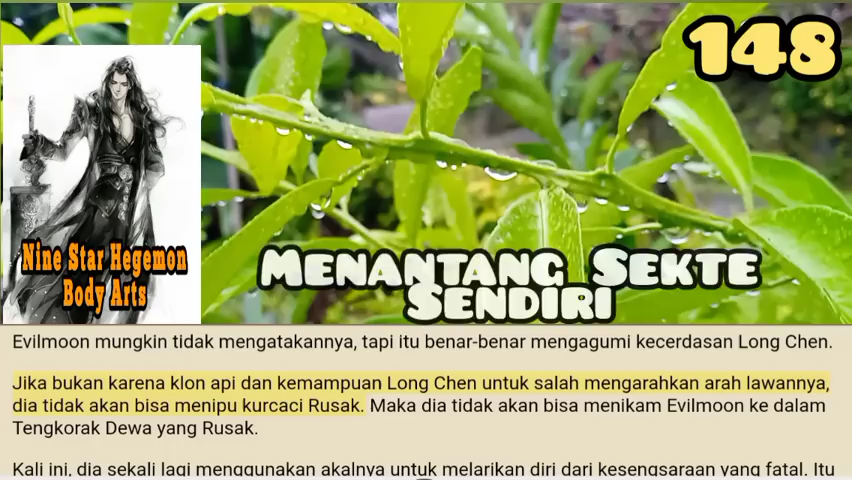 148
Nine Star Hegemon
Body Arts
MENANTANG SEKTE
SENDIRI
Evilmoon mungkin tidak mengatakannya, tapi itu benar-benar mengagumi kecerdasan Long Chen.
Jika bukan karena klon api dan kemampuan Long Chen untuk salah mengarahkan arah lawannya,
dia tidak akan bisa menipu kurcaci Rusak. Maka dia tidak akan bisa menikam Evilmoon ke dalam
Tengkorak Dewa yang Rusak.
Kali ini, dia sekali lagi menggunakan akalnya untuk melarikan diri dari kesengsaraan yang fatal. Itu